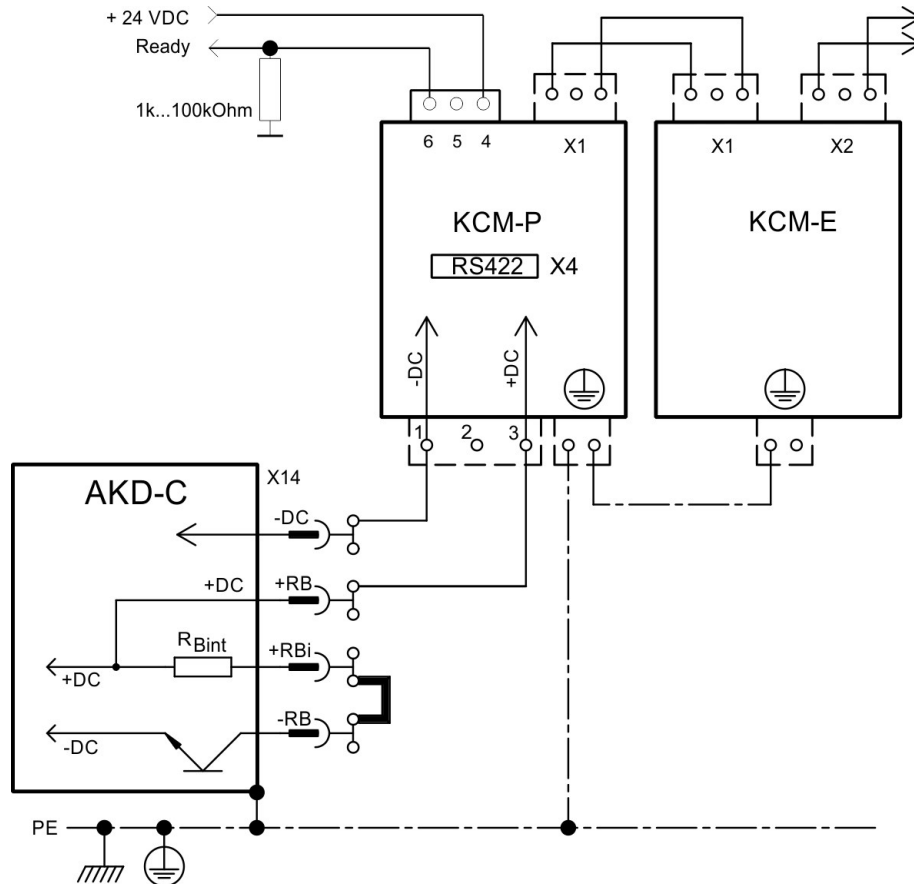 + 24 VDC
Ready
1k...100kOhm
6 5 4 X1
X1 X2
KCM-P
KCM-E
RS422 X4
-DC
+DC
1 2 3
AKD-C
X14
-DC
+DC +RB
RBint
+RBi
+DC
-RB
-DC
PE